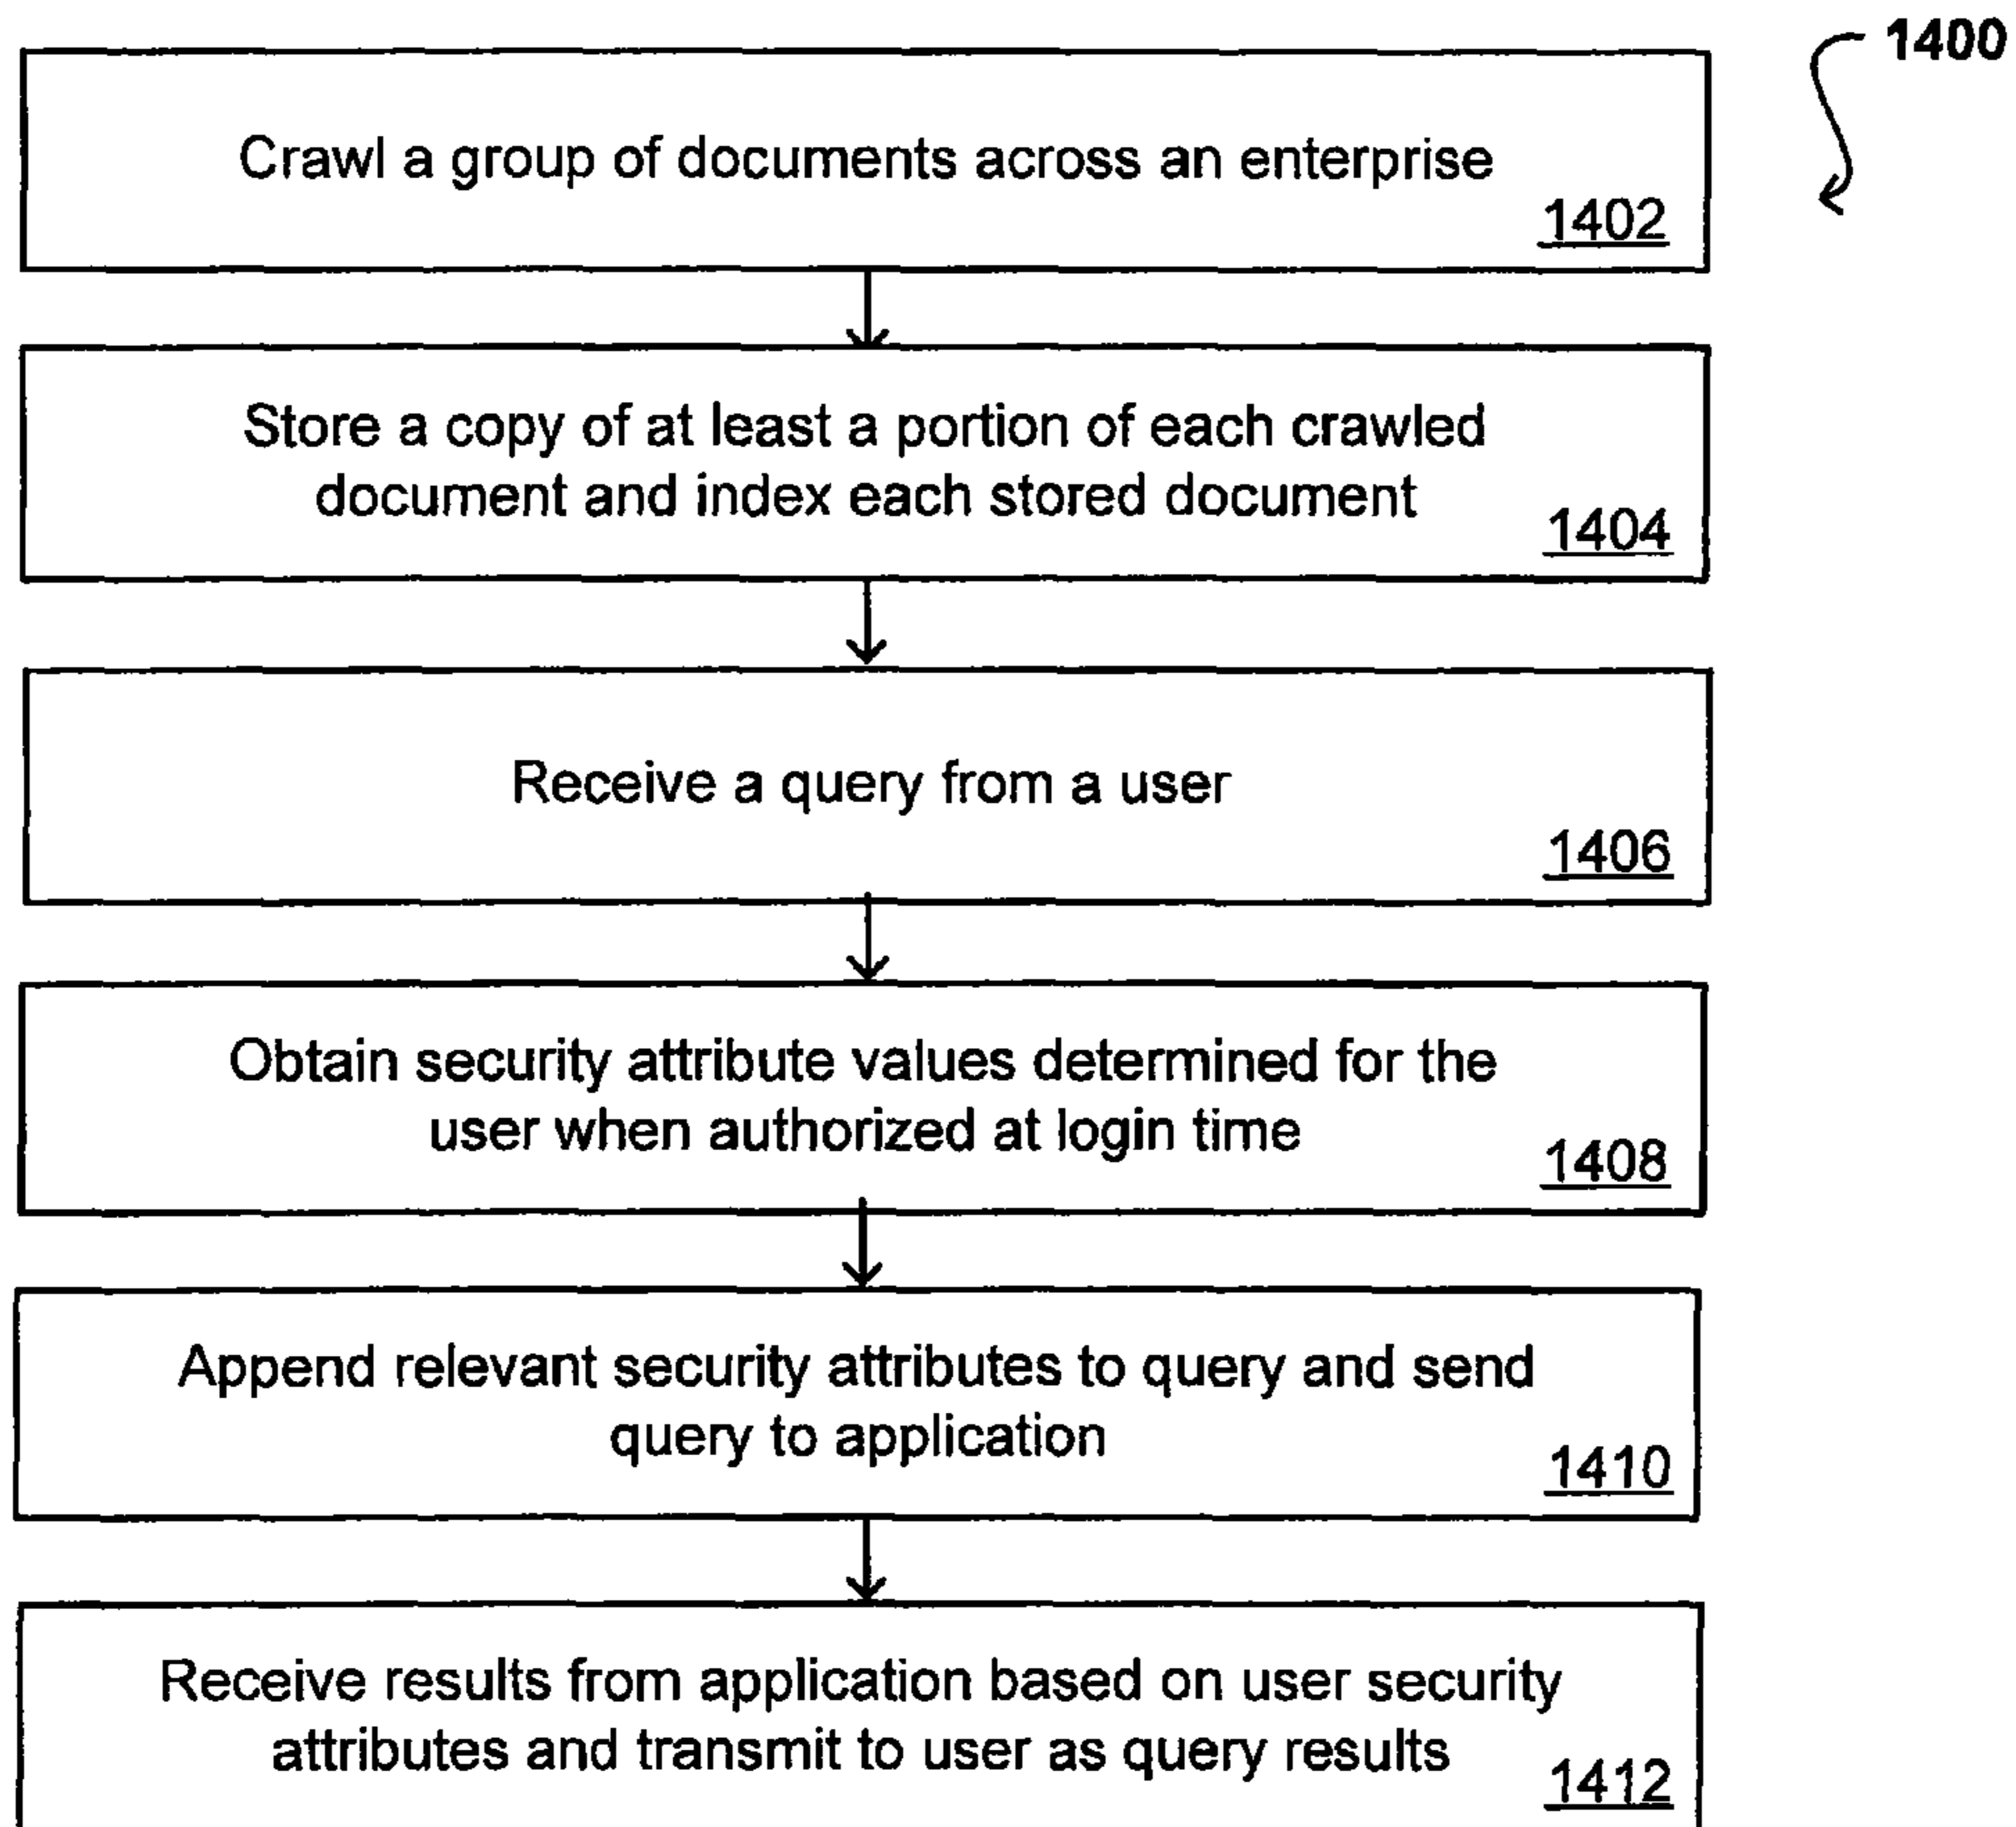 1400
Crawl a group of documents across an enterprise
1402
Store a copy of at least a portion of each crawled
document and index each stored document
1404
Receive a query from a user
1406
Obtain security attribute values determined for the
user when authorized at login time
1408
Append relevant security attributes to query and send
query to application
1410
Receive results from application based on user security
attributes and transmit to user as query results
1412